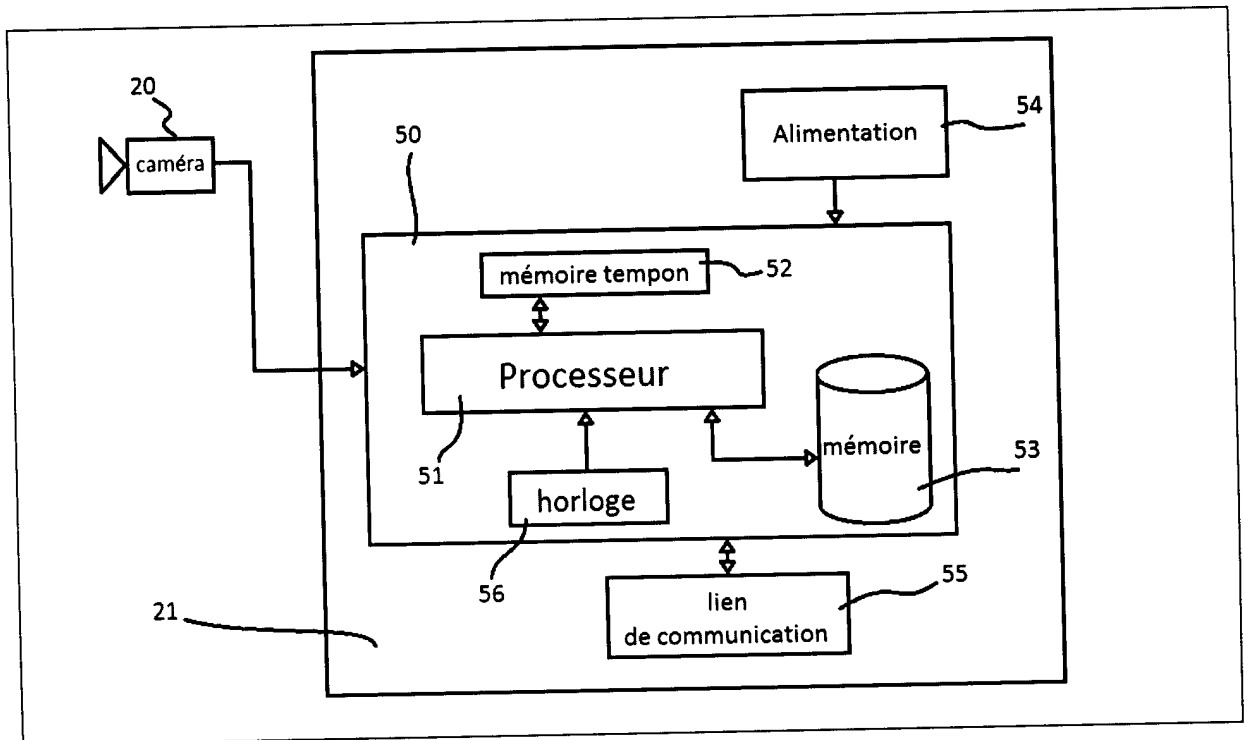 20
caméra
50
Alimentation
54
mémoire tempon
52
Processeur
51
mémoire
53
horloge
56
lien
de communication
55
21